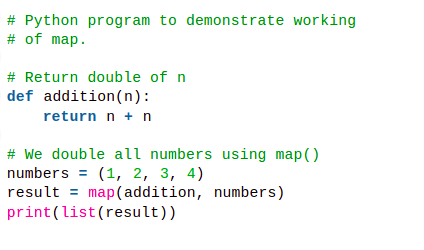 # Python program to demonstrate working
# of map.
# Return double of n
def addition(n):
    return n + n
# We double all numbers using map()
numbers = (1, 2, 3, 4)
result = map(addition, numbers)
print(list(result))